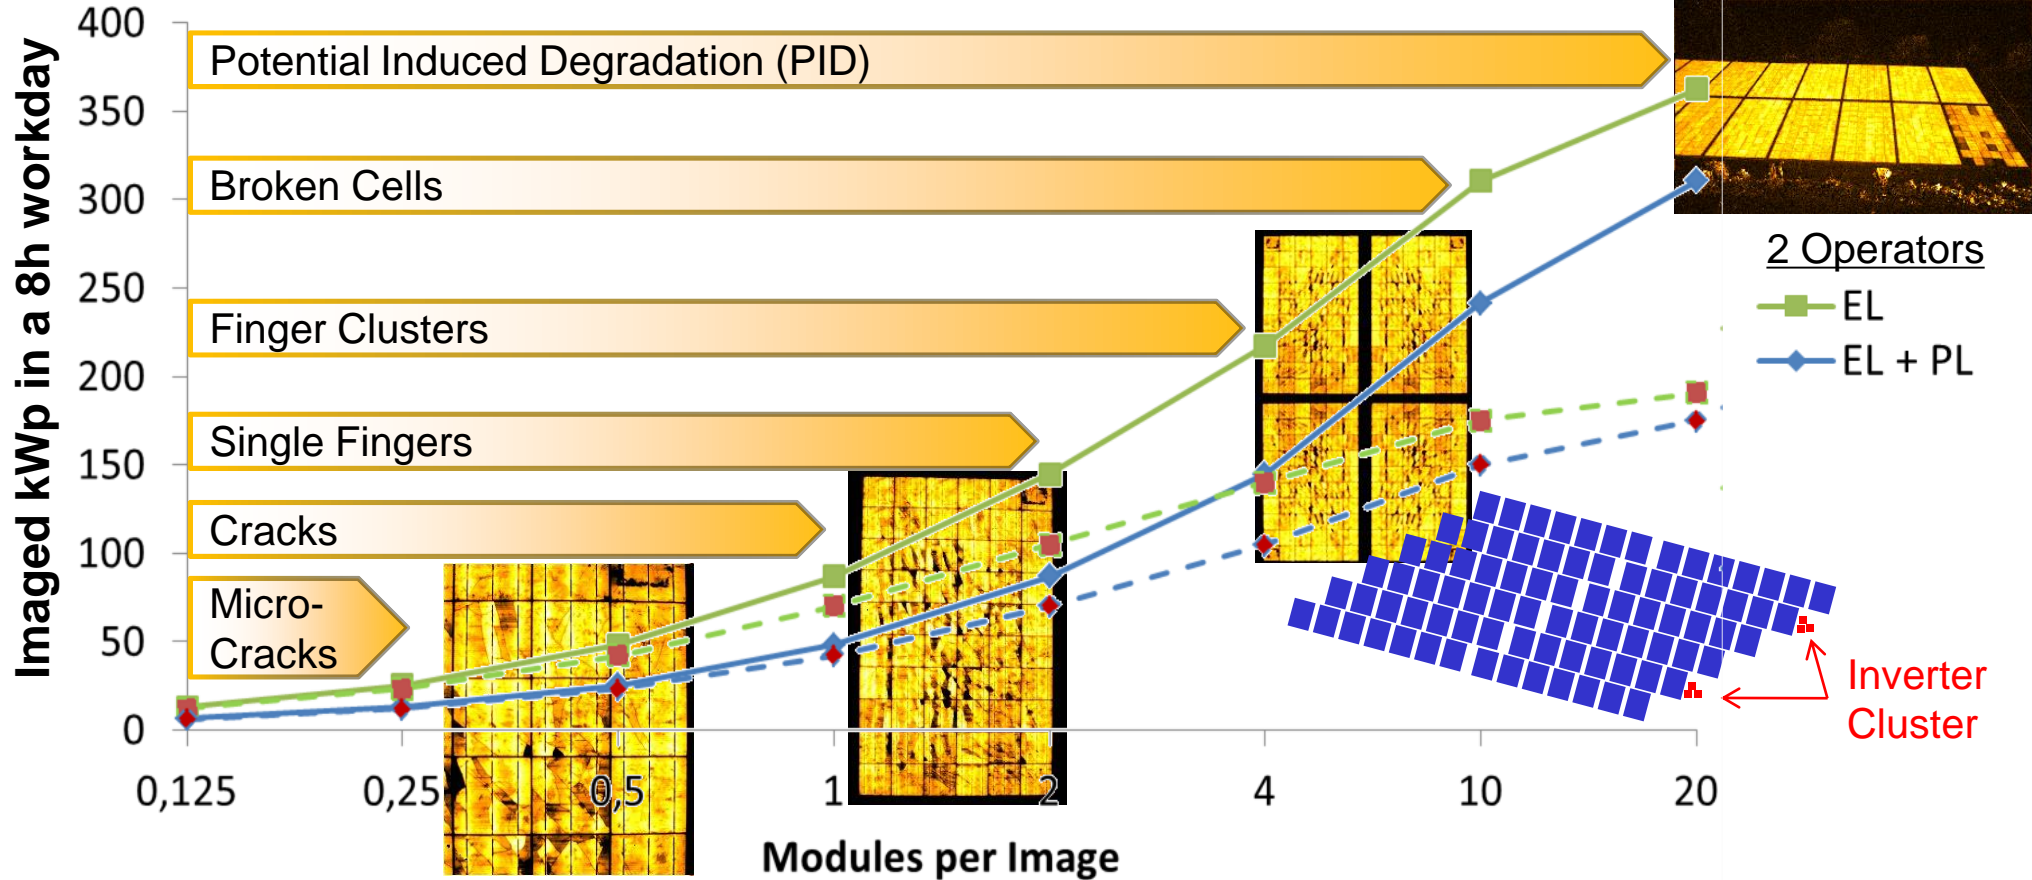 400
350
300
250
200
150
100
50
0
Imaged kWp in a 8h workday
Potential Induced Degradation (PID)
Broken Cells
Finger Clusters
Single Fingers
Cracks
Micro-
Cracks
2 Operators
EL
EL + PL
Inverter
Cluster
0,125
0,25
0,5
1
2
4
10
20
Modules per Image